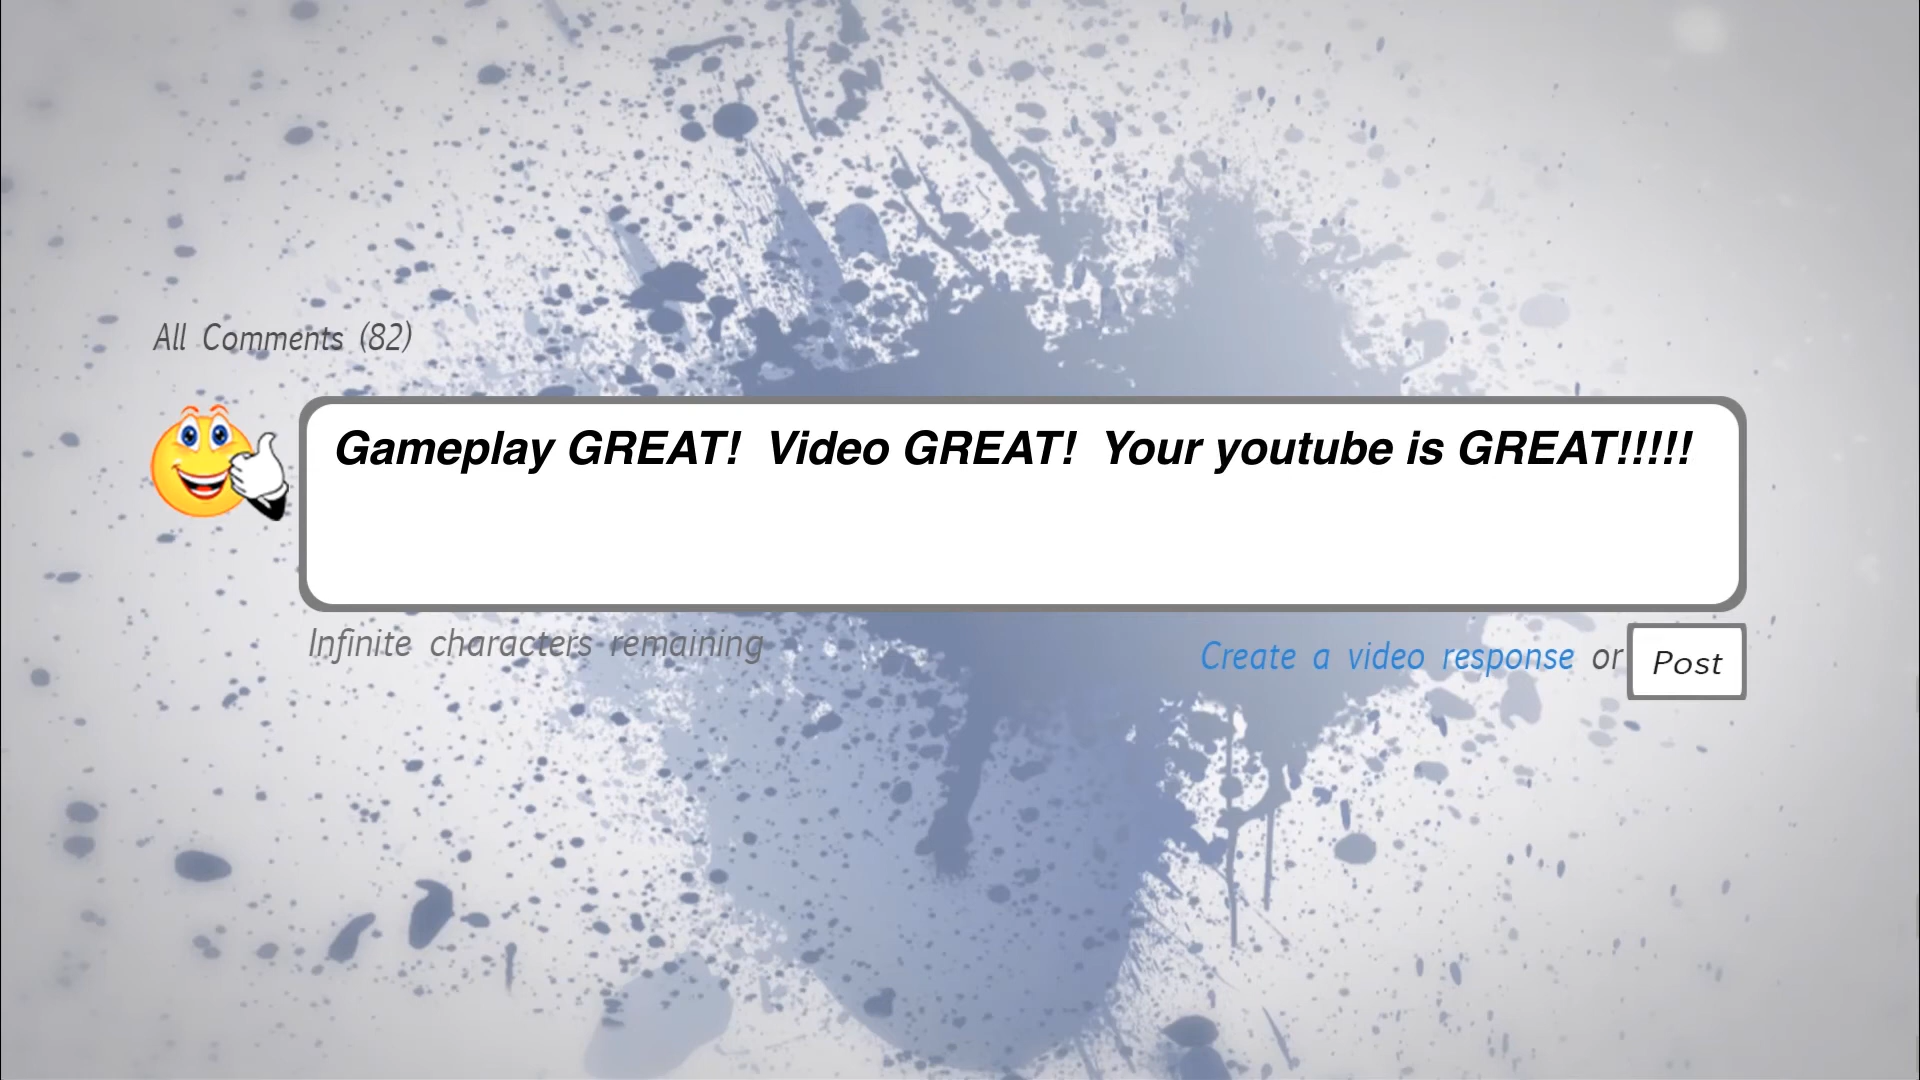 All Comments (82)
Gameplay GREAT! Video GREAT! Your youtube is GREAT!!!!!
Infinite characters remaining
Create a video response or Post